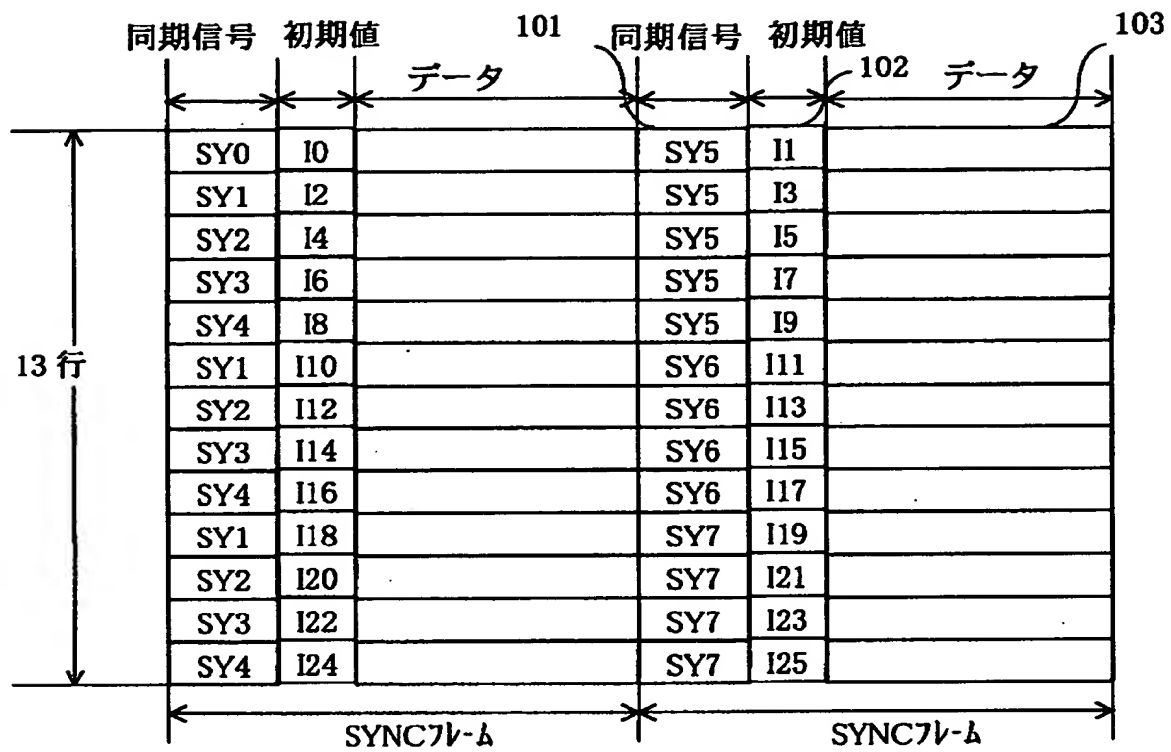 同期信号 初期値 101 同期信号 初期値 103
データ 102 データ
SY0 I0 SY5 I1
SY1 I2 SY5 I3
SY2 I4 SY5 I5
SY3 I6 SY5 I7
SY4 I8 SY5 I9
13行 SY1 I10 SY6 I11
SY2 I12 SY6 I13
SY3 I14 SY6 I15
SY4 I16 SY6 I17
SY1 I18 SY7 I19
SY2 I20 SY7 I21
SY3 I22 SY7 I23
SY4 I24 SY7 I25
SYNCフレーム SYNCフレーム